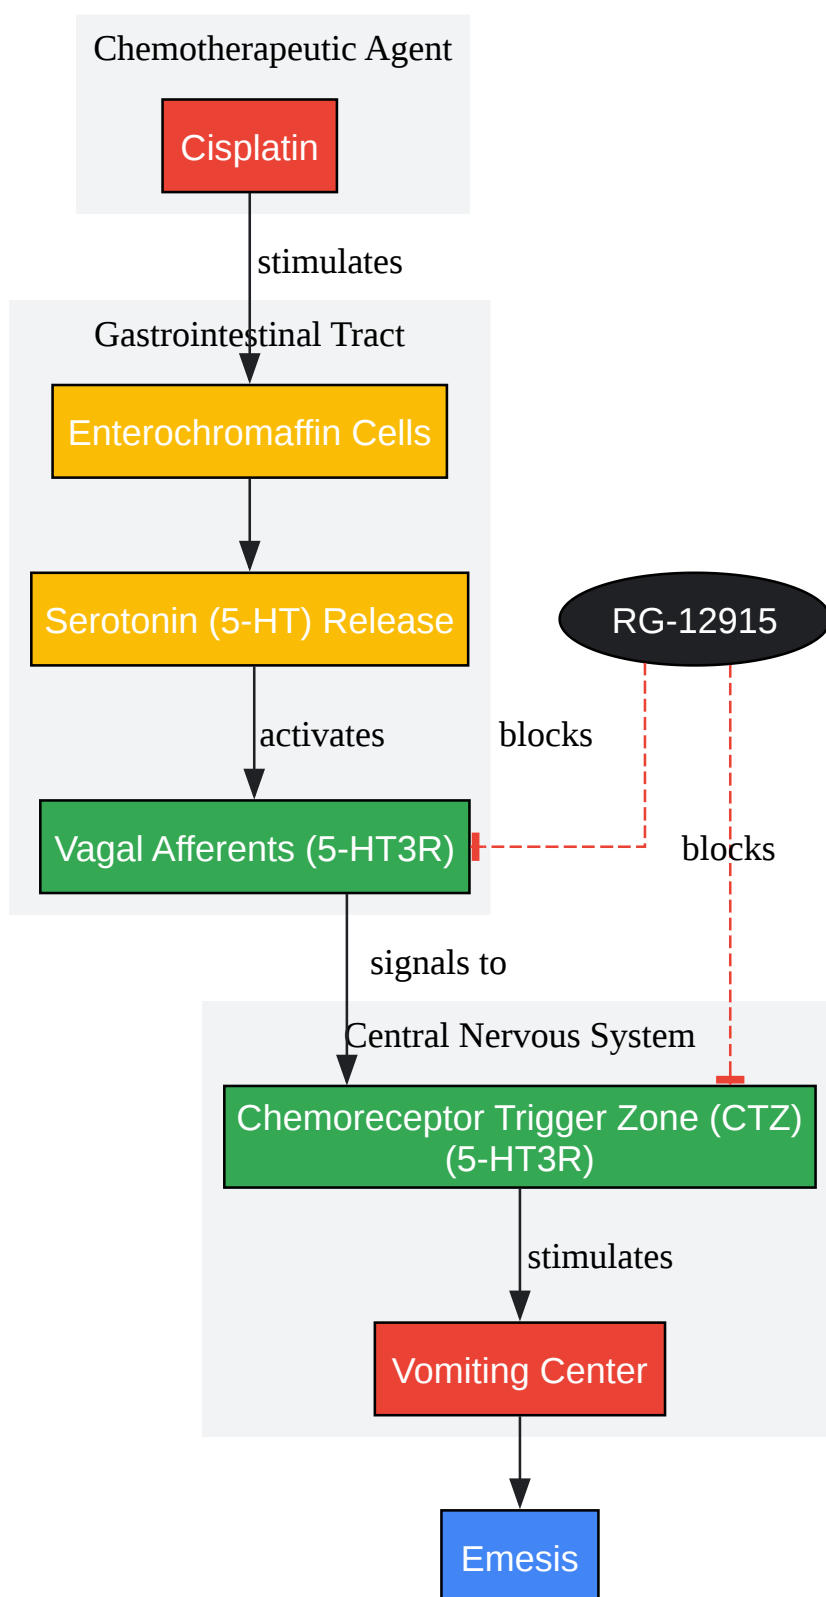 Chemotherapeutic Agent
Cisplatin
stimulates
Gastrointestinal Tract
Enterochromaffin Cells
Serotonin (5-HT) Release
RG-12915
activates
blocks
Vagal Afferents (5-HT3R)
blocks
signals to
Central Nervous System
Chemoreceptor Trigger Zone (CTZ)
(5-HT3R)
stimulates
Vomiting Center
Emesis